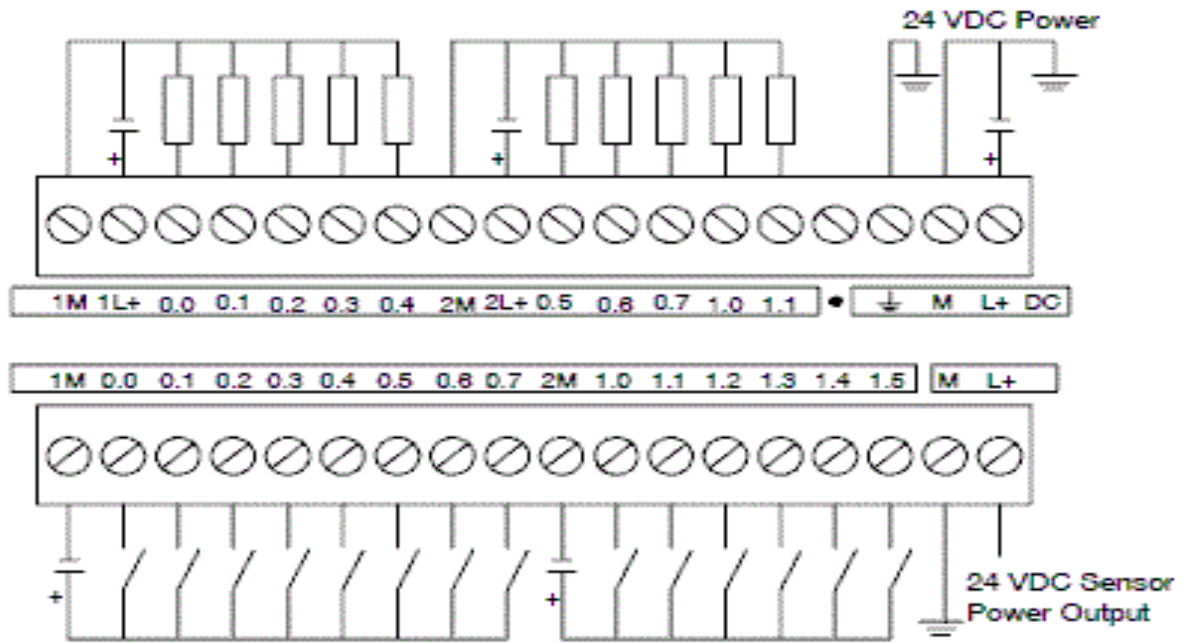 24 VDC Power
+ + +
1M 1L+ 0.0 0.1 0.2 0.3 0.4 2M 2L+ 0.5 0.6 0.7 1.0 1.1 M L+ DC
1M 0.0 0.1 0.2 0.3 0.4 0.5 0.6 0.7 2M 1.0 1.1 1.2 1.3 1.4 1.5 M L+
+ +
24 VDC Sensor
Power Output